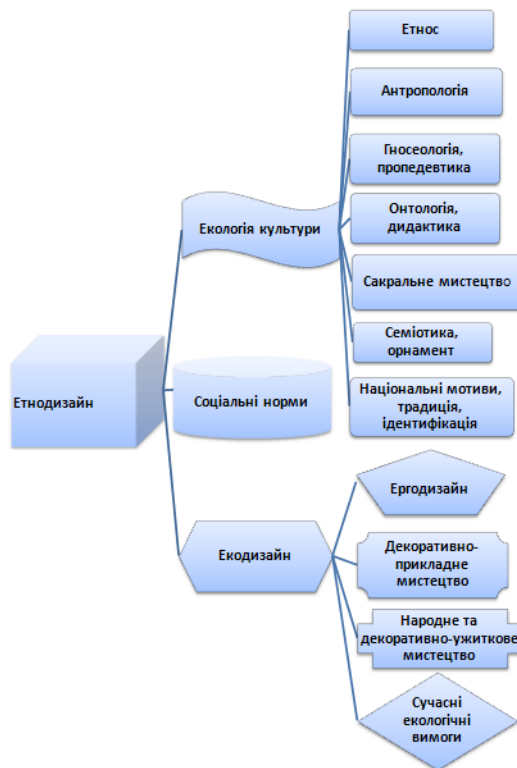 Етнос
Антропологія
Гносеологія,
пропедевтика
Екологія культури
Онтологія,
дидактика
Сакральне мистецтво
Семіотика,
орнамент
Етнодизайн
Соціальні норми
Національні мотиви,
традиція,
ідентифікація
Ергодизайн
Екодизайн
Декоративно-
прикладне
мистецтво
Народне та
декоративно-ужиткове
мистецтво
Сучасні
екологічні
вимоги